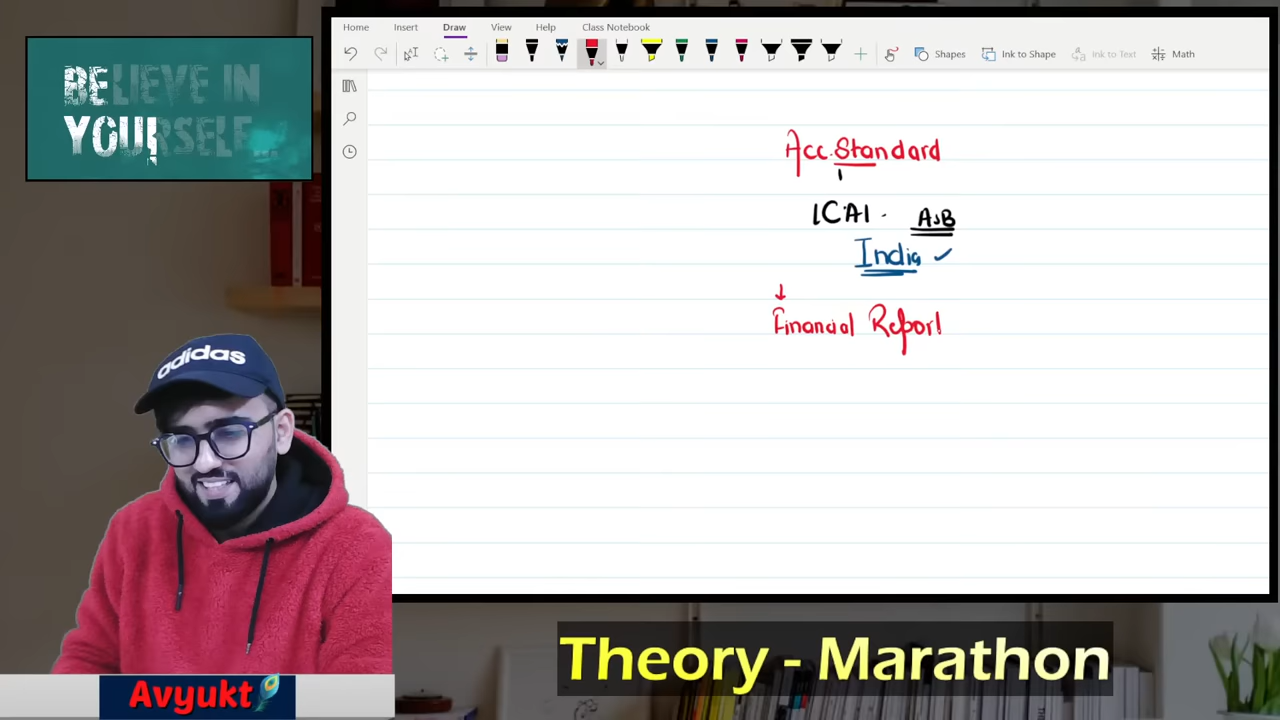 BELIEVE IN
YOURSELF...
Home Insert Draw View Help Class Notebook
Shapes Ink to Shape Ink to Text Math
Acc. Standard
ICAI - ASB
India ✓
↓
Financial Report
adidas
Theory - Marathon
Avyukt